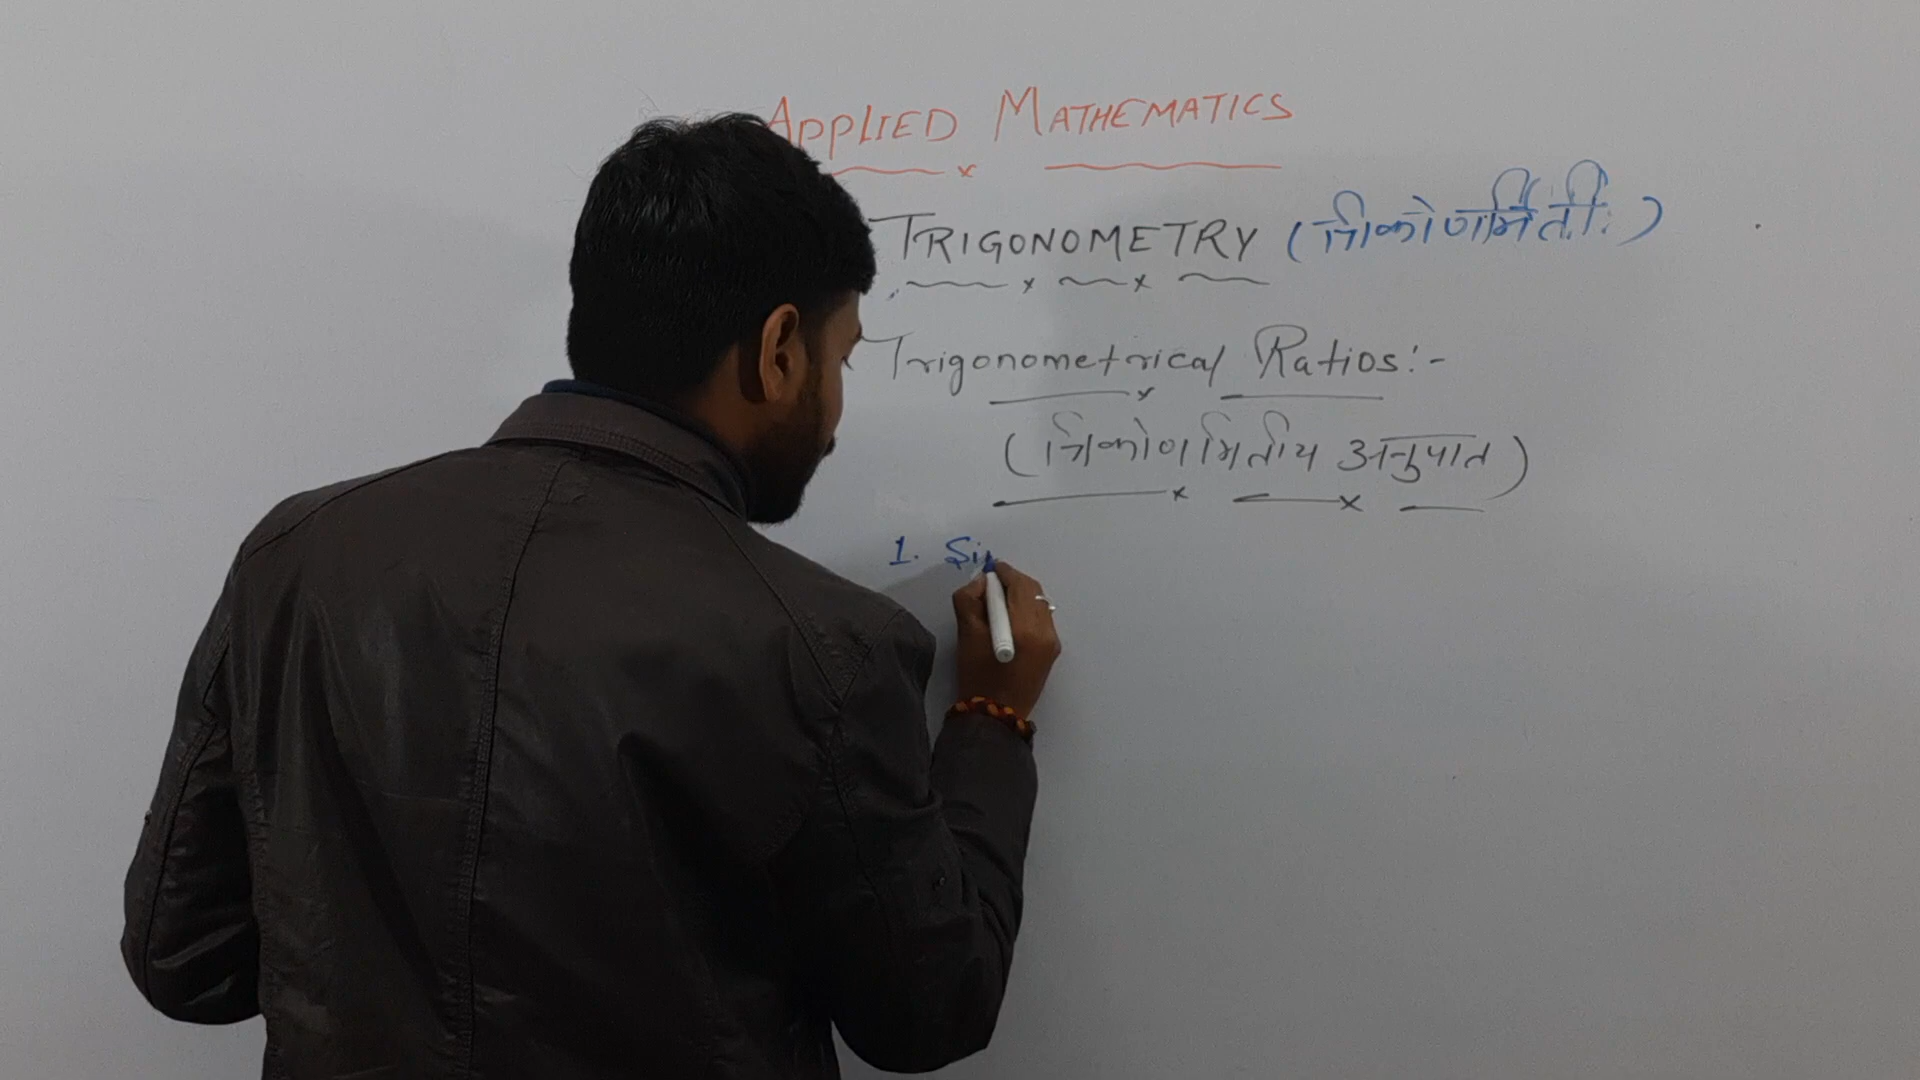 APPLIED MATHEMATICS
TRIGONOMETRY (त्रिकोणमिती)
Trigonometrical Ratios:-
(त्रिकोणमितीय अनुपात)
1. Si